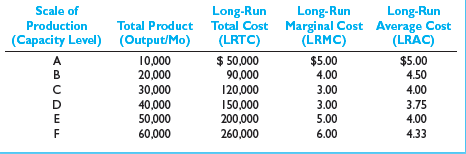 Scale of Long-Run Long-Run Long-Run
Production Total Product Total Cost Marginal Cost Average Cost
(Capacity Level) (Output/Mo) (LRTC) (LRMC) (LRAC)
A 10,000 $ 50,000 $5.00 $5.00
B 20,000 90,000 4.00 4.50
C 30,000 120,000 3.00 4.00
D 40,000 150,000 3.00 3.75
E 50,000 200,000 5.00 4.00
F 60,000 260,000 6.00 4.33